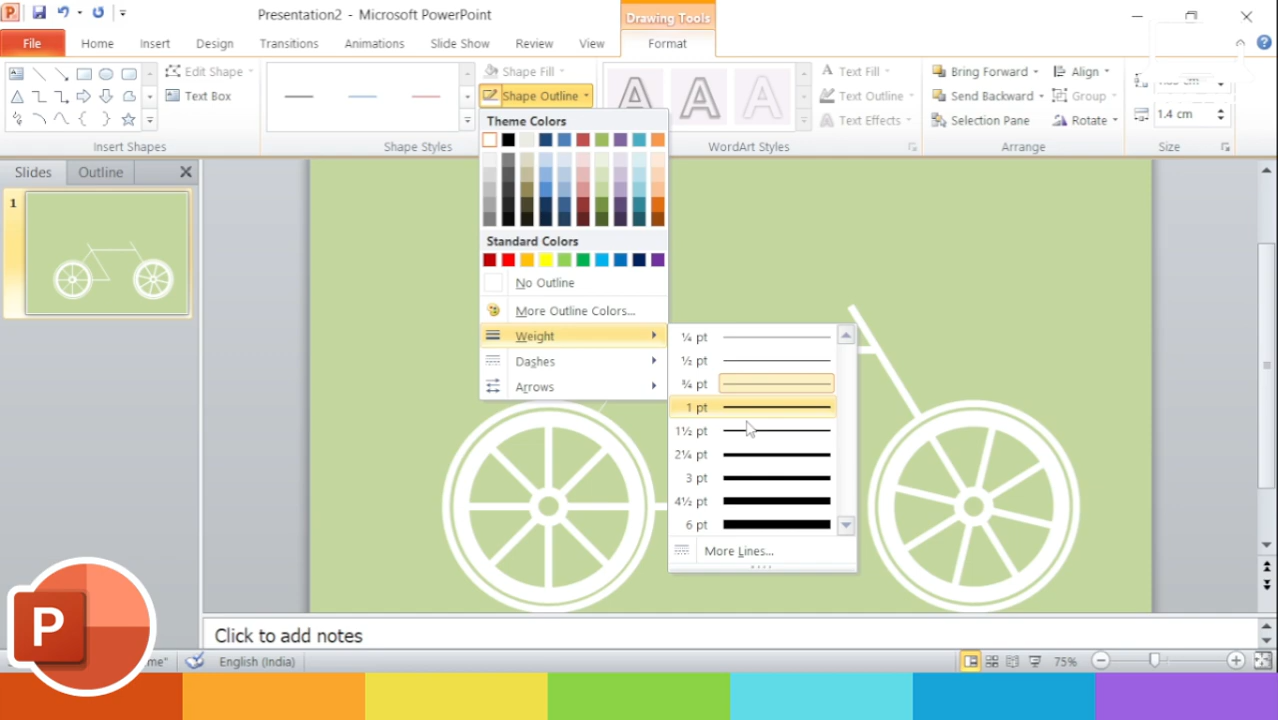 Presentation2 - Microsoft PowerPoint
Drawing Tools
File Home Insert Design Transitions Animations Slide Show Review View Format
Edit Shape
Text Box
Shape Fill
Shape Outline
Text Fill
Text Outline
Text Effects
Bring Forward
Send Backward
Selection Pane
Align
Group
Rotate
1.4 cm
Insert Shapes Shape Styles WordArt Styles Arrange Size
Theme Colors
Standard Colors
No Outline
More Outline Colors...
Weight
Dashes
Arrows
¼ pt
½ pt
¾ pt
1 pt
1½ pt
2¼ pt
3 pt
4½ pt
6 pt
More Lines...
Slides Outline
1
Click to add notes
English (India)
75%
P